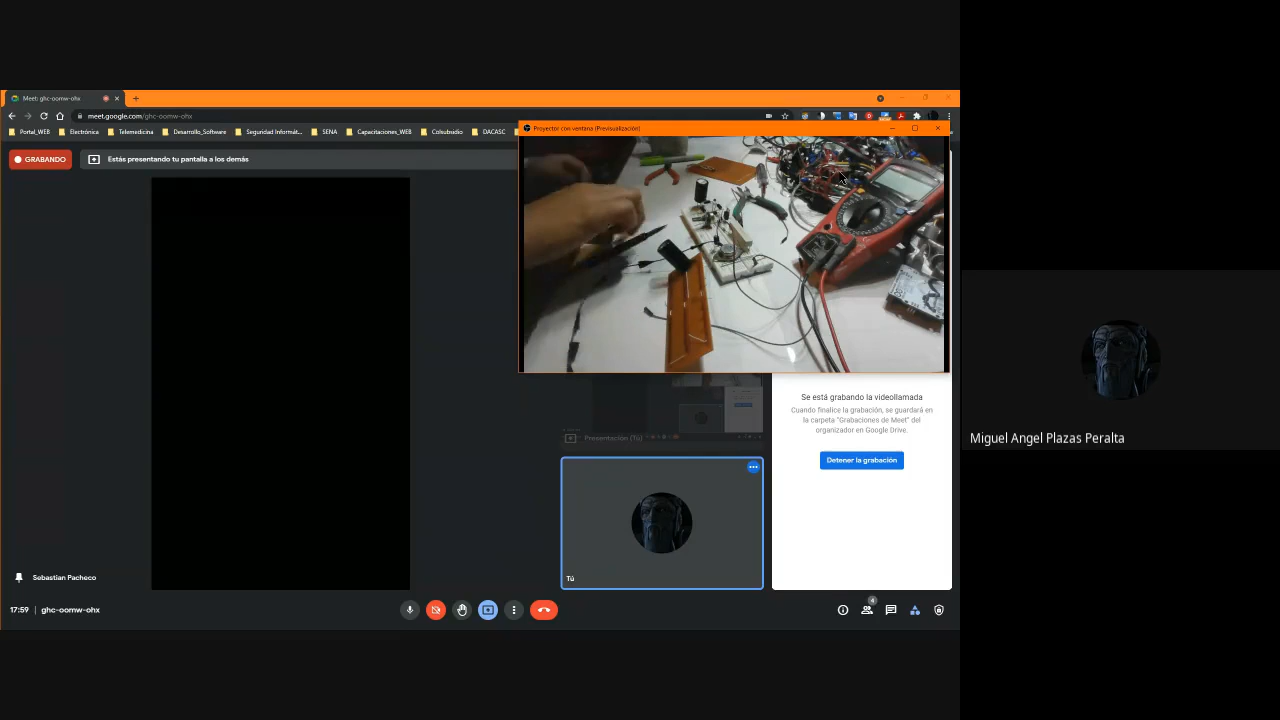 Meet: ghc-oomw-ohx
meet.google.com/ghc-oomw-ohx
Portal_WEB
Electrónica
Telemedicina
Desarrollo_Software
Seguridad Informát...
SENA
Capacitaciones_WEB
Colsubsidio
DACASC
Proyector con ventana (Previsualización)
GRABANDO
Estás presentando tu pantalla a los demás
Se está grabando la videollamada
Cuando finalice la grabación, se guardará en
la carpeta "Grabaciones de Meet" del
organizador en Google Drive.
Presentación (Tú)
Miguel Angel Plazas Peralta
Detener la grabación
Sebastian Pacheco
Tú
4
17:59 | ghc-oomw-ohx